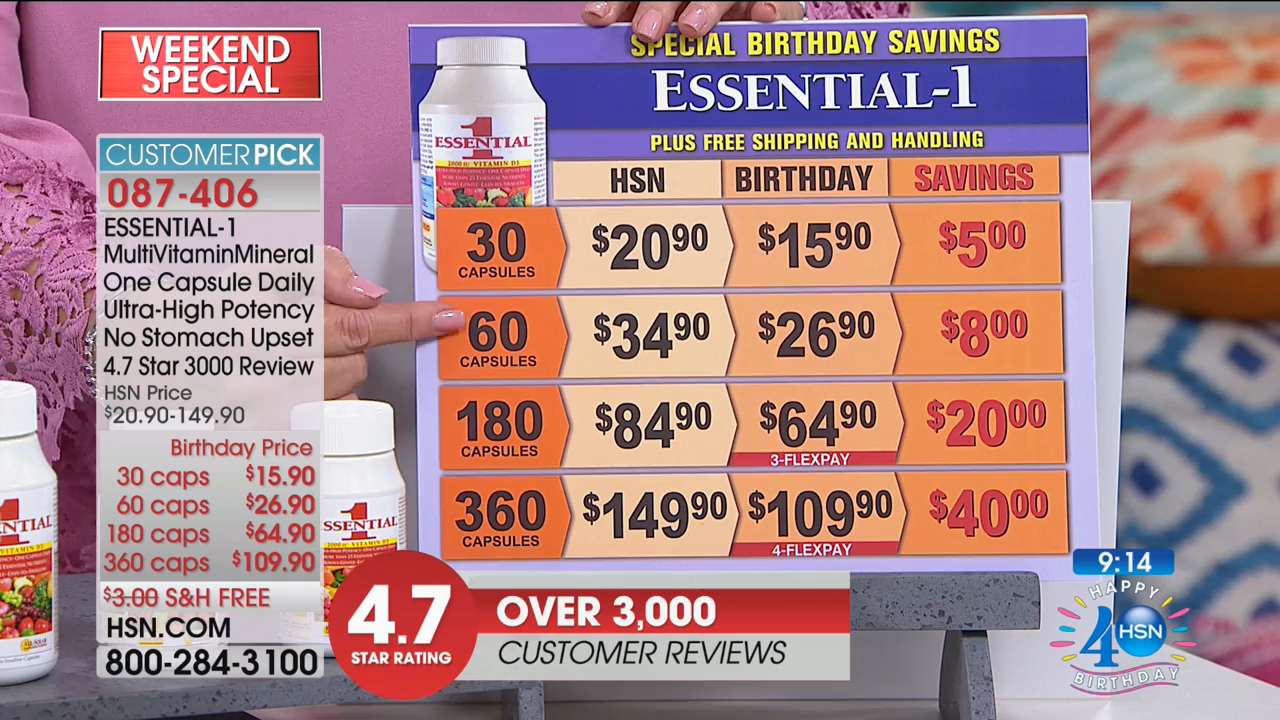 WEEKEND
SPECIAL
CUSTOMER PICK
087-406
ESSENTIAL-1
MultiVitaminMineral
One Capsule Daily
Ultra-High Potency
No Stomach Upset
4.7 Star 3000 Review
HSN Price
$20.90-149.90
Birthday Price
30 caps $15.90
60 caps $26.90
180 caps $64.90
360 caps $109.90
$3.00 S&H FREE
HSN.COM
800-284-3100
SPECIAL BIRTHDAY SAVINGS
ESSENTIAL-1
PLUS FREE SHIPPING AND HANDLING
HSN BIRTHDAY SAVINGS
30 CAPSULES $20.90 $15.90 $5.00
60 CAPSULES $34.90 $26.90 $8.00
180 CAPSULES $84.90 $64.90 $20.00
3-FLEXPAY
360 CAPSULES $149.90 $109.90 $40.00
4-FLEXPAY
1
ESSENTIAL
2000 IU VITAMIN D3
4.7
STAR RATING
OVER 3,000
CUSTOMER REVIEWS
9:14
HAPPY
40
HSN
BIRTHDAY